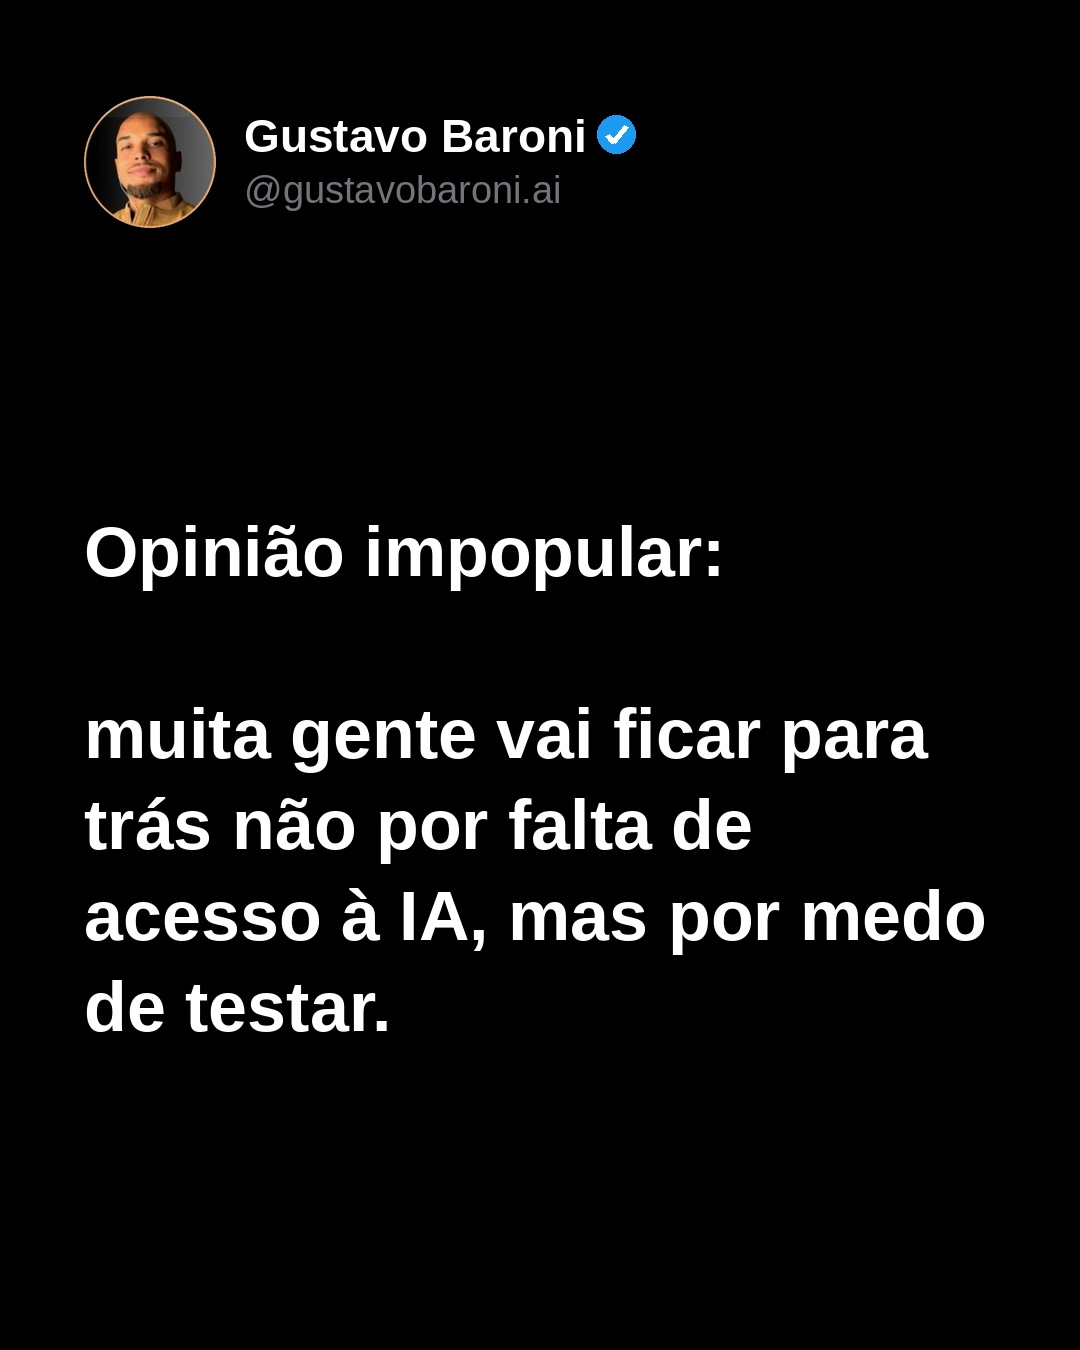 Gustavo Baroni
@gustavobaroni.ai
Opinião impopular:
muita gente vai ficar para
trás não por falta de
acesso à IA, mas por medo
de testar.